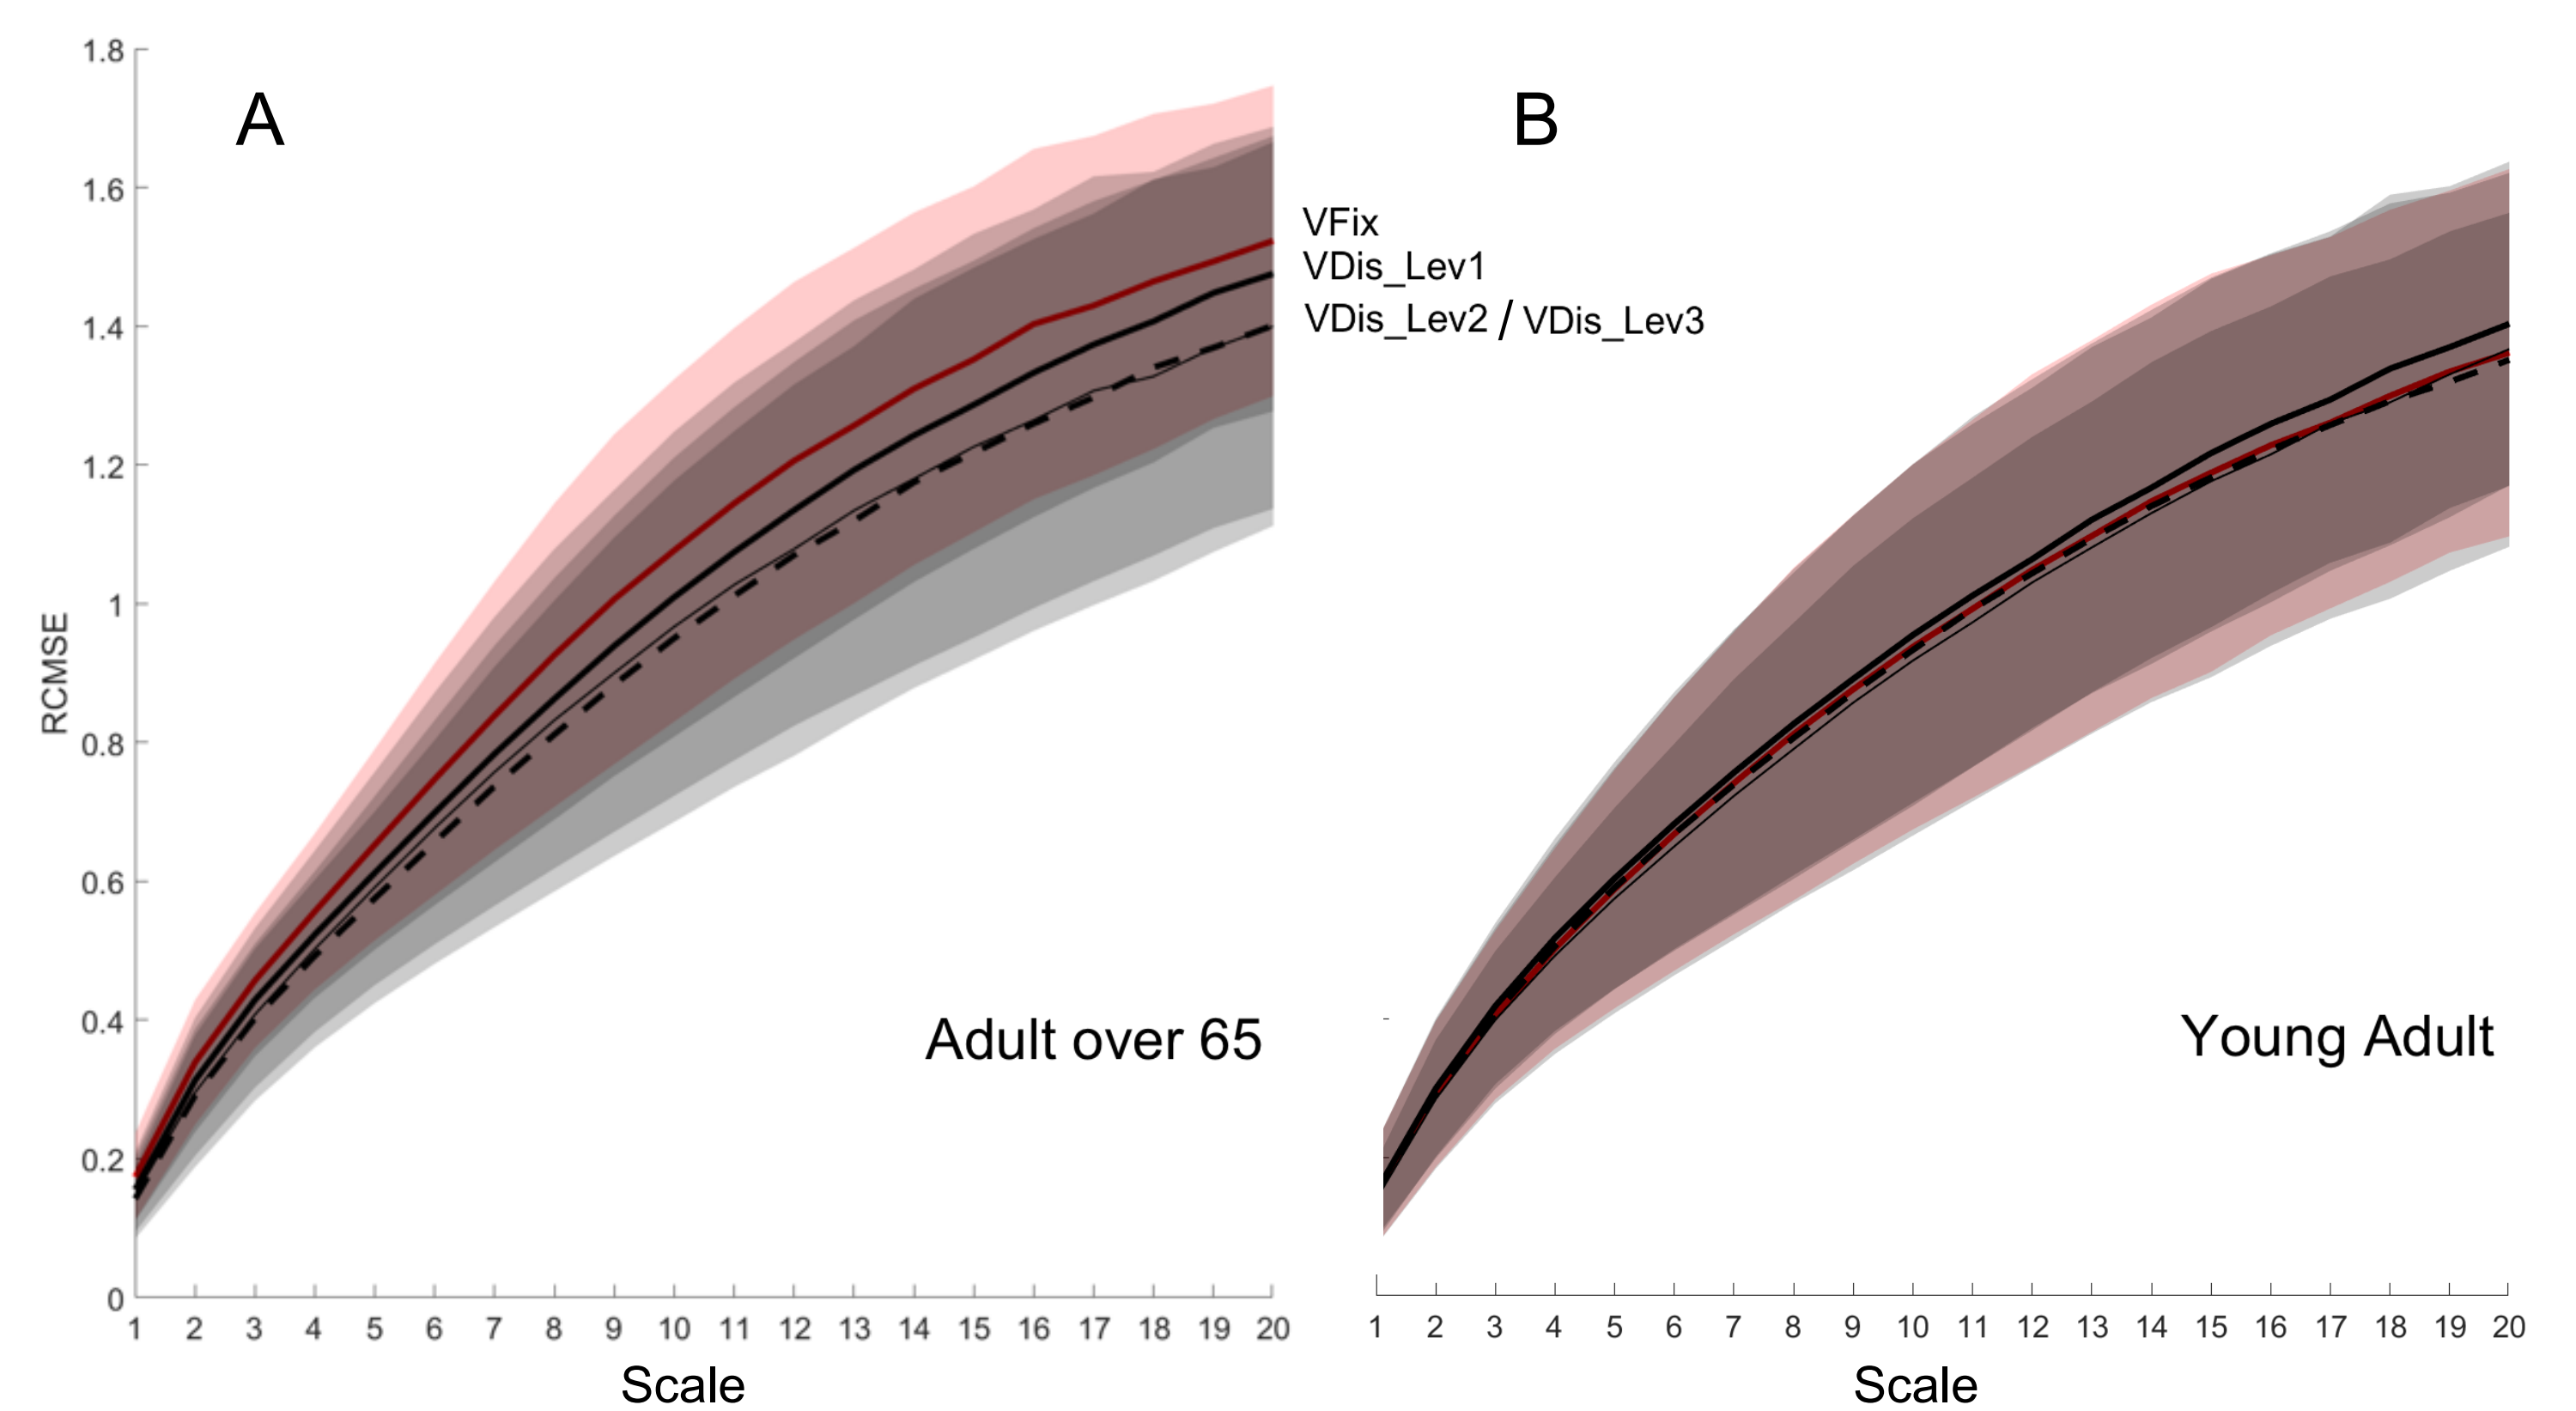 A
B
1.8
1.6
1.4
1.2
1
0.8
0.6
0.4
0.2
0
RCMSE
VFix
VDis_Lev1
VDis_Lev2 / VDis_Lev3
Adult over 65
Young Adult
1 2 3 4 5 6 7 8 9 10 11 12 13 14 15 16 17 18 19 20
1 2 3 4 5 6 7 8 9 10 11 12 13 14 15 16 17 18 19 20
Scale
Scale